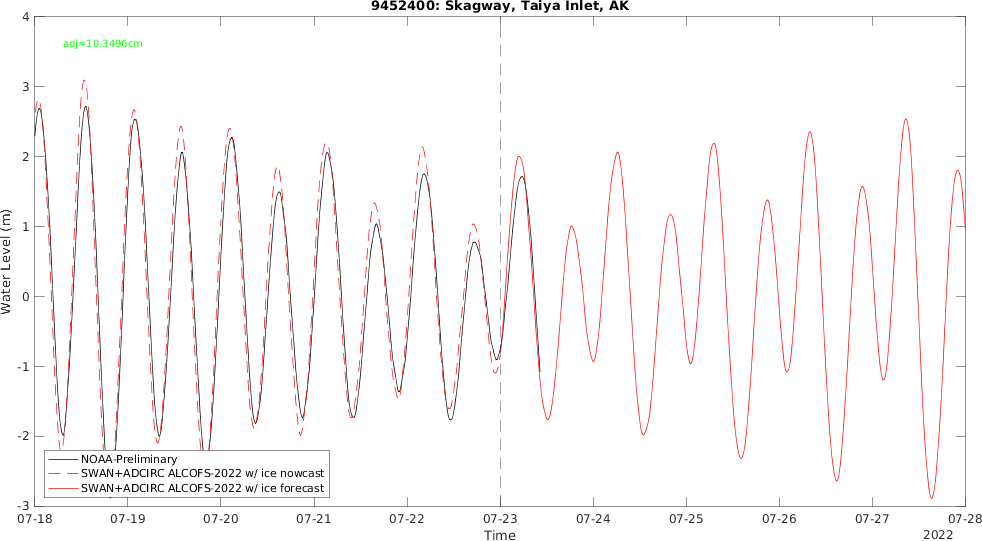 9452400: Skagway, Taiya Inlet, AK
adj=10.3496cm
4
3
2
1
0
-1
-2
-3
Water Level (m)
NOAA-Preliminary
SWAN+ADCIRC ALCOFS-2022 w/ ice nowcast
SWAN+ADCIRC ALCOFS-2022 w/ ice forecast
07-18 07-19 07-20 07-21 07-22 07-23 07-24 07-25 07-26 07-27 07-28
Time
2022